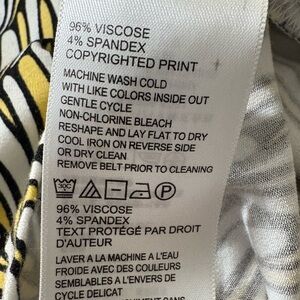 96% VISCOSE
4% SPANDEX
COPYRIGHTED PRINT
MACHINE WASH COLD
WITH LIKE COLORS INSIDE OUT
GENTLE CYCLE
NON-CHLORINE BLEACH
RESHAPE AND LAY FLAT TO DRY
COOL IRON ON REVERSE SIDE
OR DRY CLEAN
REMOVE BELT PRIOR TO CLEANING
30C P
96% VISCOSE
4% SPANDEX
TEXT PROTÉGÉ PAR DROIT
D'AUTEUR
LAVER A LA MACHINE A L'EAU
FROIDE AVEC DES COULEURS
SEMBLABLES A L'ENVERS DE
CYCLE DELICAT
SANS